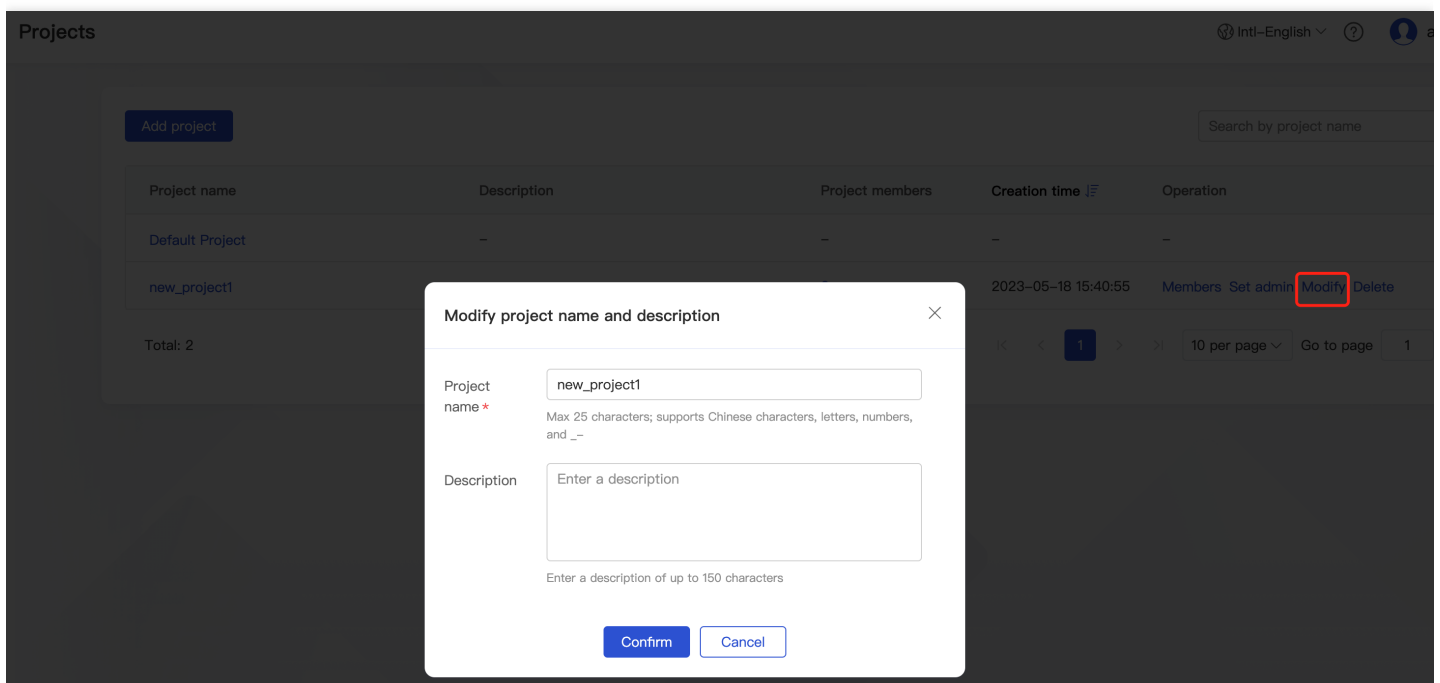 Projects
Intl-English
Add project
Search by project name
Project name Description Project members Creation time Operation
Default Project - - - -
new_project1 2023-05-18 15:40:55 Members Set admin Modify Delete
Total: 2
1 10 per page Go to page 1
Modify project name and description
Project
name *
new_project1
Max 25 characters; supports Chinese characters, letters, numbers,
and _-
Description
Enter a description
Enter a description of up to 150 characters
Confirm Cancel